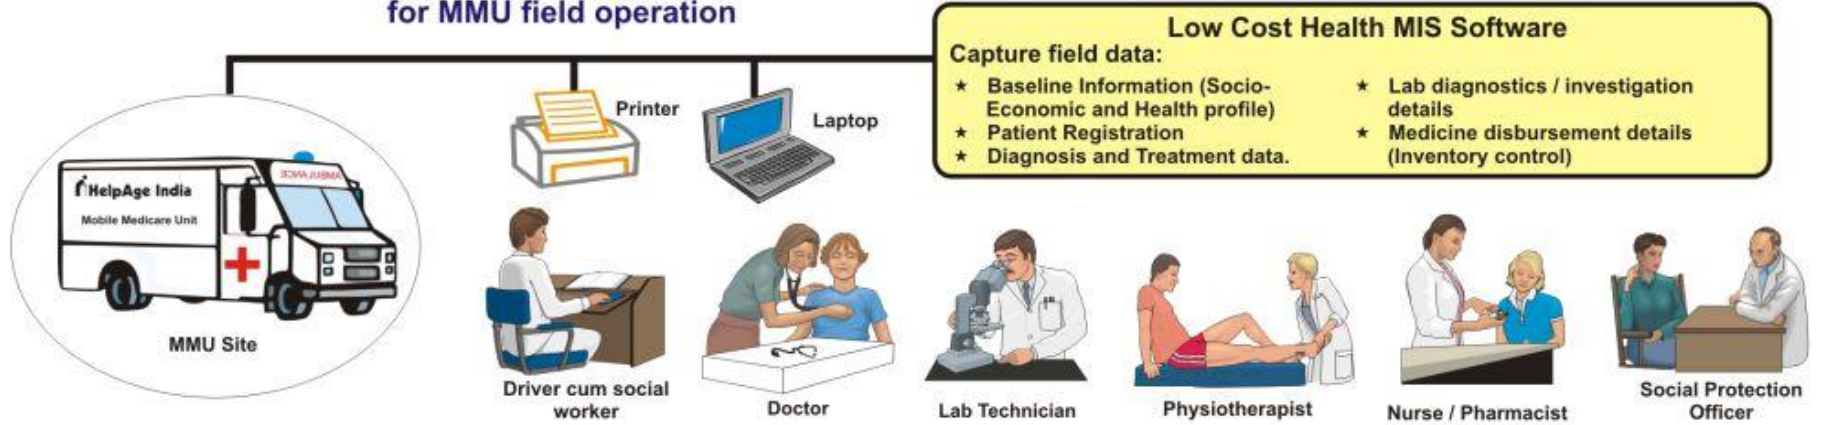 for MMU field operation
Low Cost Health MIS Software
Capture field data:
★ Baseline Information (Socio-
Economic and Health profile)
★ Patient Registration
★ Diagnosis and Treatment data.
★ Lab diagnostics / investigation
details
★ Medicine disbursement details
(Inventory control)
Printer
Laptop
AMBULANCE
HelpAge India
Mobile Medicare Unit
MMU Site
Driver cum social
worker
Doctor
Lab Technician
Physiotherapist
Nurse / Pharmacist
Social Protection
Officer